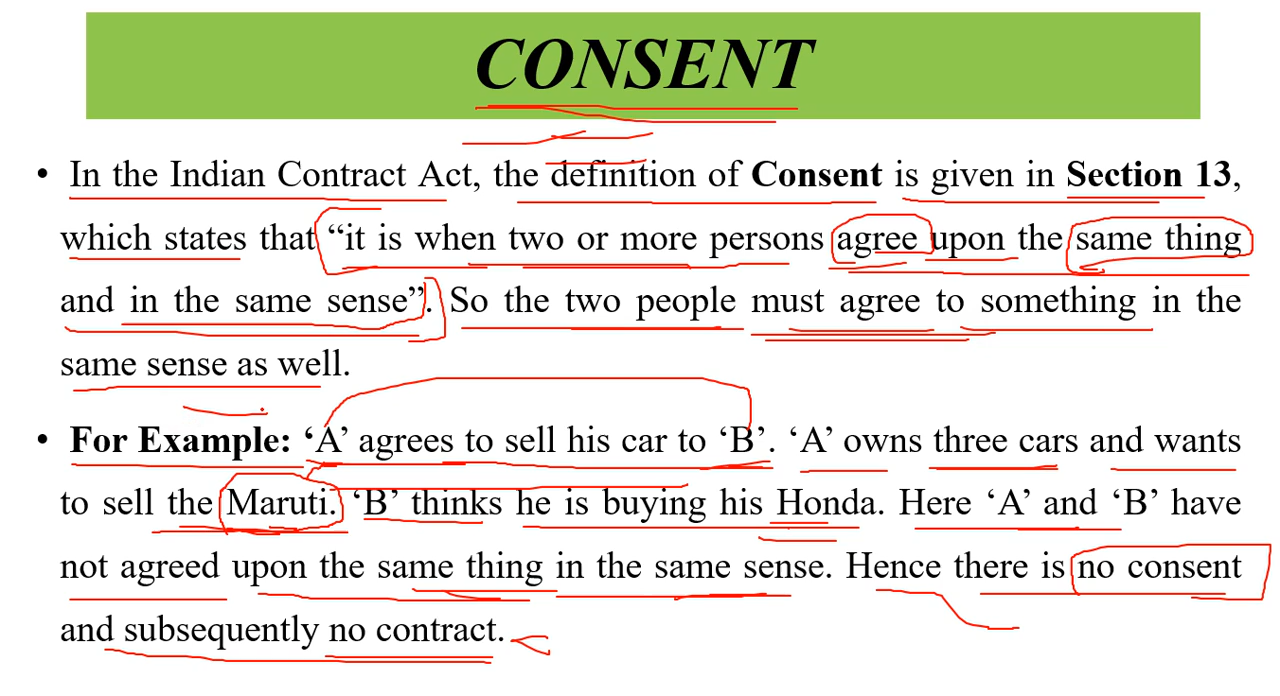 CONSENT
• In the Indian Contract Act, the definition of Consent is given in Section 13,
which states that “it is when two or more persons agree upon the same thing
and in the same sense”. So the two people must agree to something in the
same sense as well.
• For Example: ‘A’ agrees to sell his car to ‘B’. ‘A’ owns three cars and wants
to sell the Maruti. ‘B’ thinks he is buying his Honda. Here ‘A’ and ‘B’ have
not agreed upon the same thing in the same sense. Hence there is no consent
and subsequently no contract.